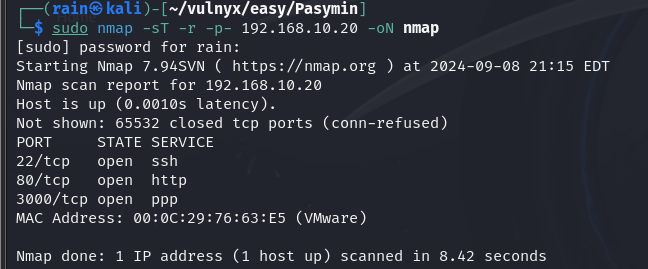 ┌──(rain㉿kali)-[~/vulnyx/easy/Pasymin]
└─$ sudo nmap -sT -r -p- 192.168.10.20 -oN nmap
[sudo] password for rain:
Starting Nmap 7.94SVN ( https://nmap.org ) at 2024-09-08 21:15 EDT
Nmap scan report for 192.168.10.20
Host is up (0.0010s latency).
Not shown: 65532 closed tcp ports (conn-refused)
PORT     STATE SERVICE
22/tcp   open  ssh
80/tcp   open  http
3000/tcp open  ppp
MAC Address: 00:0C:29:76:63:E5 (VMware)
Nmap done: 1 IP address (1 host up) scanned in 8.42 seconds